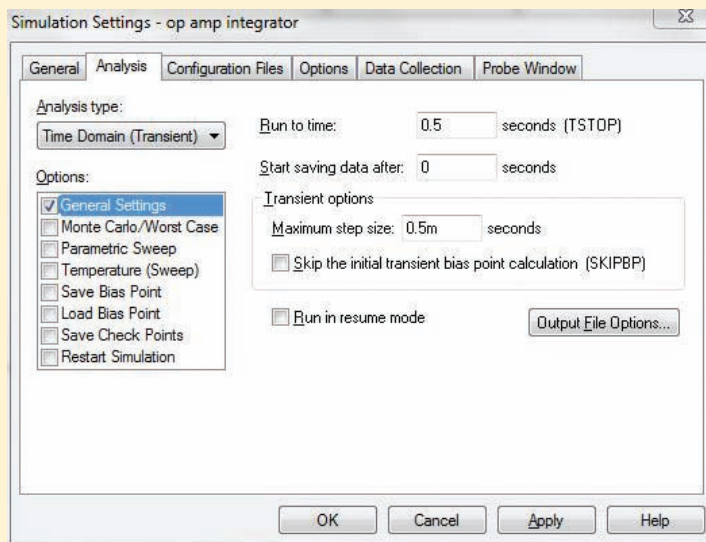 Simulation Settings - op amp integrator
General Analysis Configuration Files Options Data Collection Probe Window
Analysis type:
Time Domain (Transient)
Options:
General Settings
Monte Carlo/Worst Case
Parametric Sweep
Temperature (Sweep)
Save Bias Point
Load Bias Point
Save Check Points
Restart Simulation
Run to time: 0.5 seconds (TSTOP)
Start saving data after: 0 seconds
Transient options
Maximum step size: 0.5m seconds
Skip the initial transient bias point calculation (SKIPBP)
Run in resume mode
Output File Options...
OK Cancel Apply Help